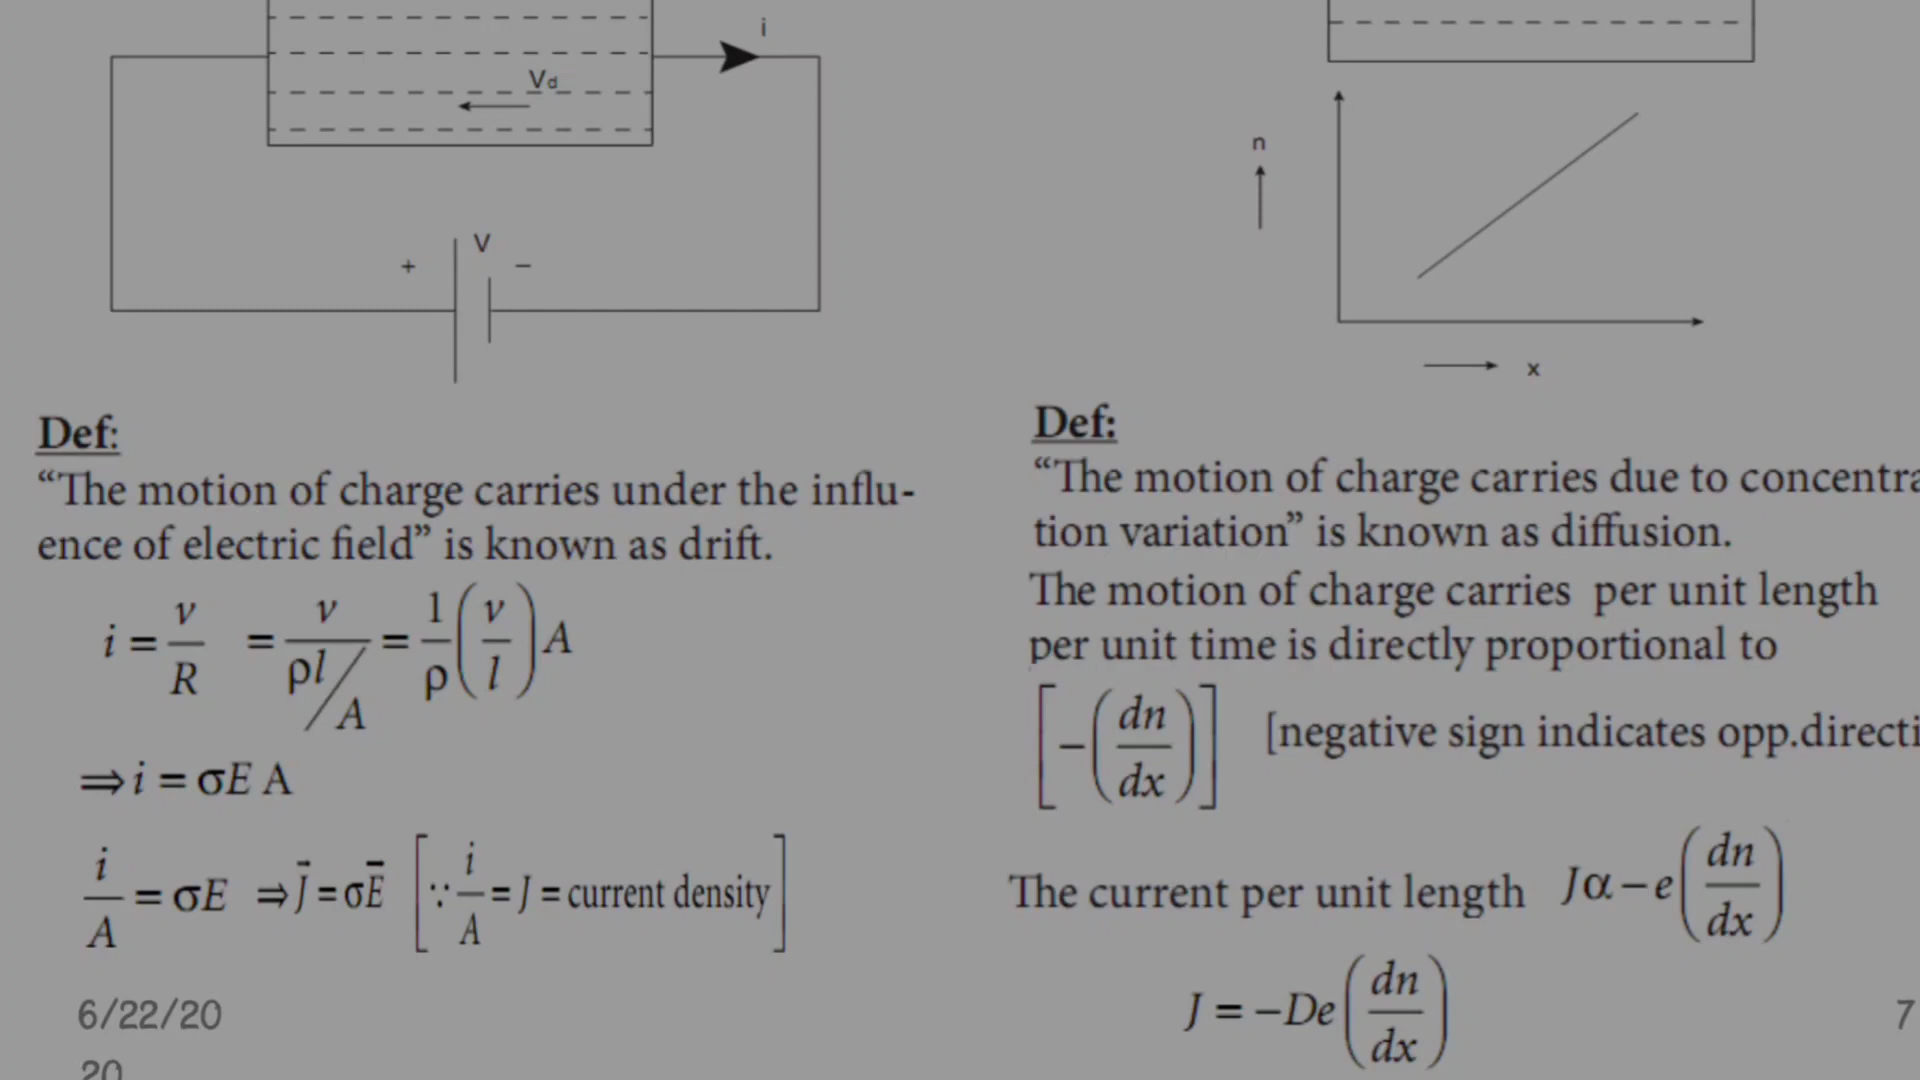 i
Vd
V
+ −
n
x
Def:
“The motion of charge carries under the influ-
ence of electric field” is known as drift.
i = v/R = v/(ρl/A) = 1/ρ (v/l) A
⇒ i = σE A
i/A = σE ⇒ J⃗ = σE̅ [∵ i/A = J = current density]
6/22/20
20
Def:
“The motion of charge carries due to concentra
tion variation” is known as diffusion.
The motion of charge carries per unit length
per unit time is directly proportional to
[−(dn/dx)] [negative sign indicates opp.directi
The current per unit length Jα − e(dn/dx)
J = −De(dn/dx)
7